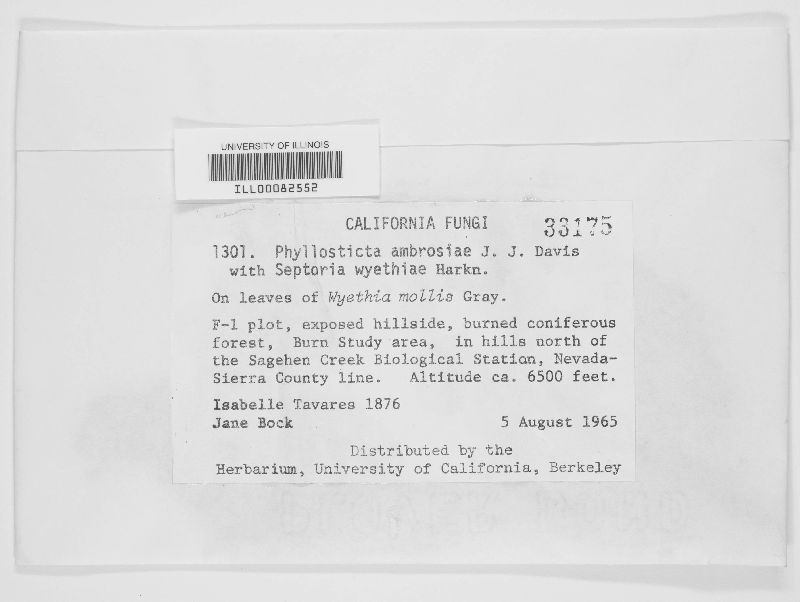 UNIVERSITY OF ILLINOIS
ILL00082552
CALIFORNIA FUNGI 33175
1301. Phyllosticta ambrosiae J. J. Davis
with Septoria wyethiae Harkn.
On leaves of Wyethia mollis Gray.
F-1 plot, exposed hillside, burned coniferous
forest, Burn Study area, in hills north of
the Sagehen Creek Biological Station, Nevada-
Sierra County line. Altitude ca. 6500 feet.
Isabelle Tavares 1876
Jane Bock 5 August 1965
Distributed by the
Herbarium, University of California, Berkeley